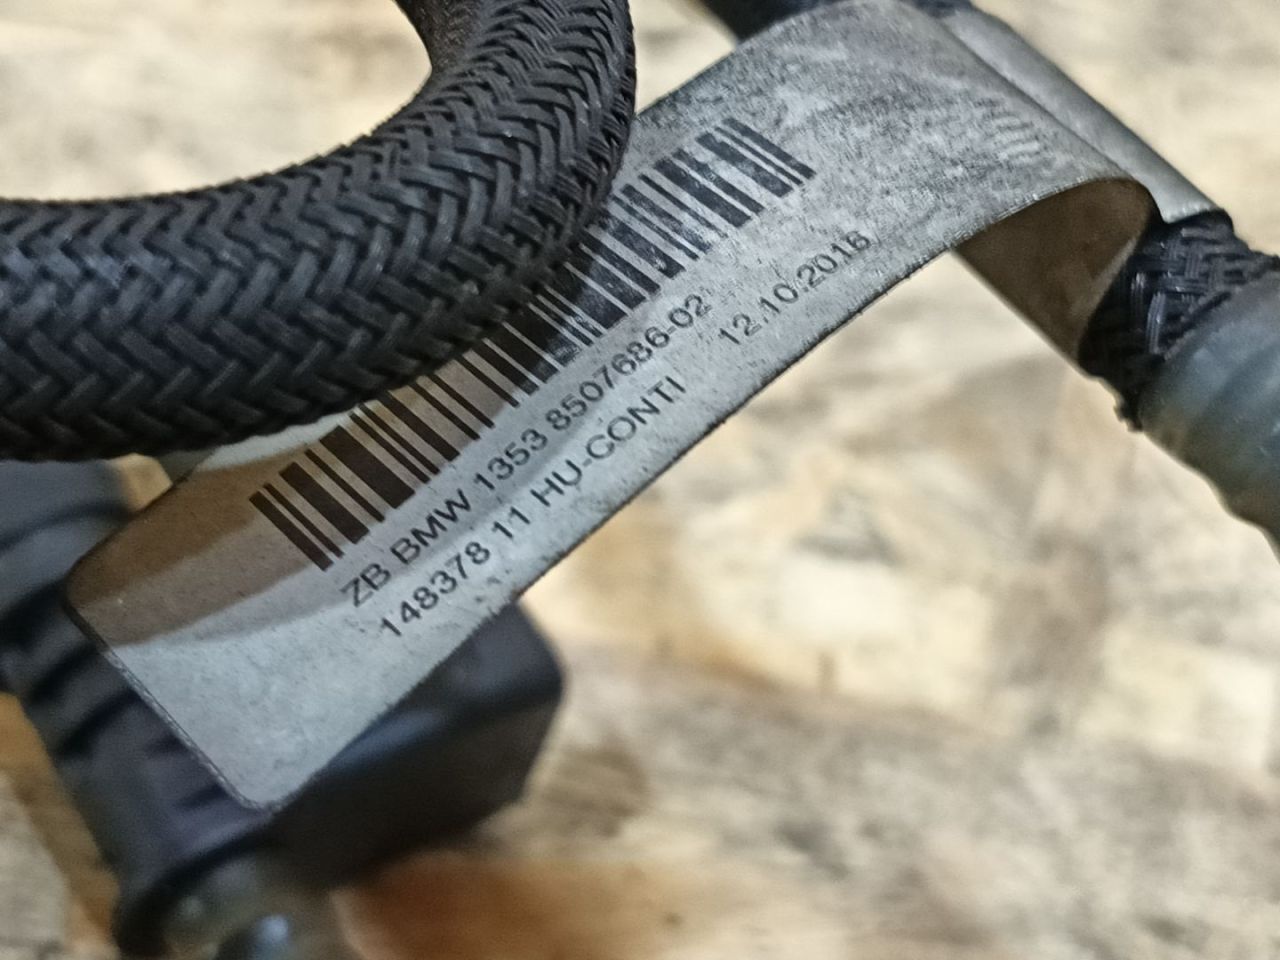 ZB BMW 1353 8507686-02
148378 11 HU-CONTI 12.10.2016